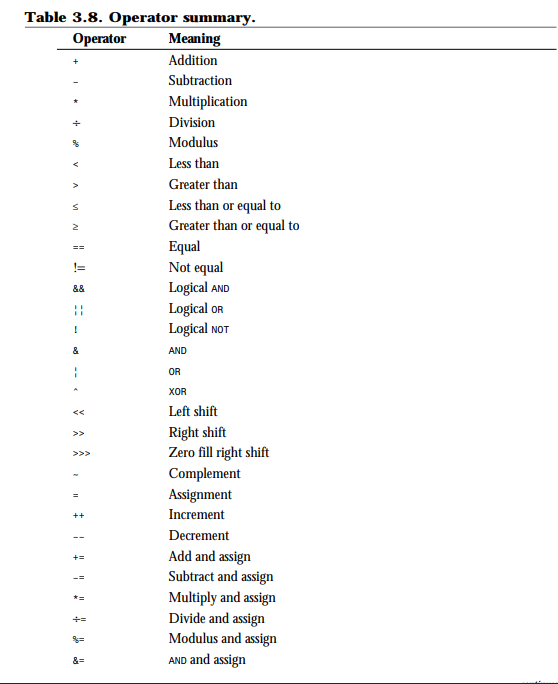 Table 3.8. Operator summary.
Operator Meaning
+ Addition
– Subtraction
* Multiplication
÷ Division
% Modulus
< Less than
> Greater than
≤ Less than or equal to
≥ Greater than or equal to
== Equal
!= Not equal
&& Logical AND
¦¦ Logical OR
! Logical NOT
& AND
¦ OR
^ XOR
<< Left shift
>> Right shift
>>> Zero fill right shift
~ Complement
= Assignment
++ Increment
–– Decrement
+= Add and assign
–= Subtract and assign
*= Multiply and assign
÷= Divide and assign
%= Modulus and assign
&= AND and assign